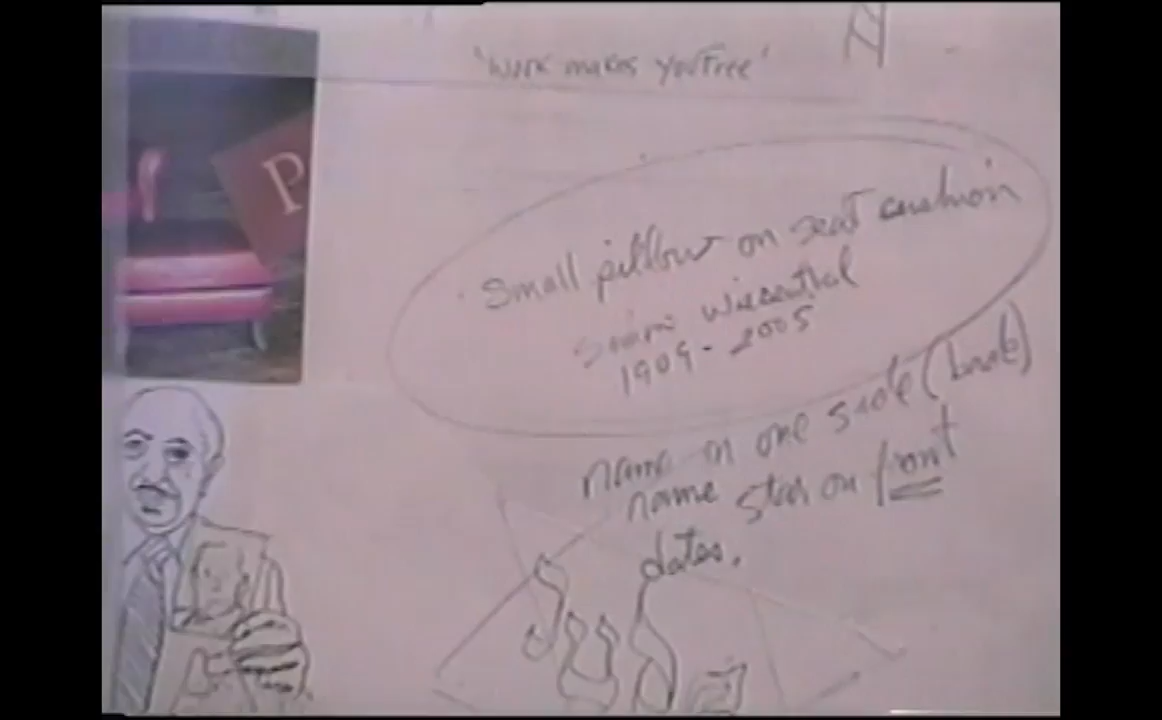 "Work makes you Free"
P
Small pillow on seat cushion
Simon Wiesenthal
1909 - 2005
name on one side (back)
name star on front
dates.